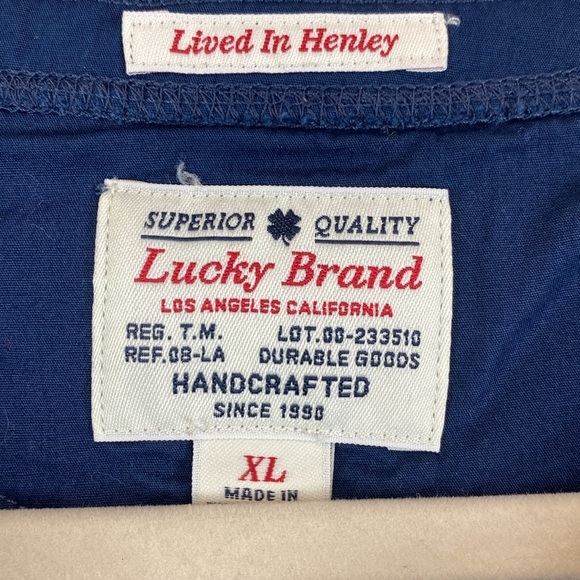 Lived In Henley
SUPERIOR QUALITY
Lucky Brand
LOS ANGELES CALIFORNIA
REG. T.M. LOT.00-233510
REF.08-LA DURABLE GOODS
HANDCRAFTED
SINCE 1990
XL
MADE IN